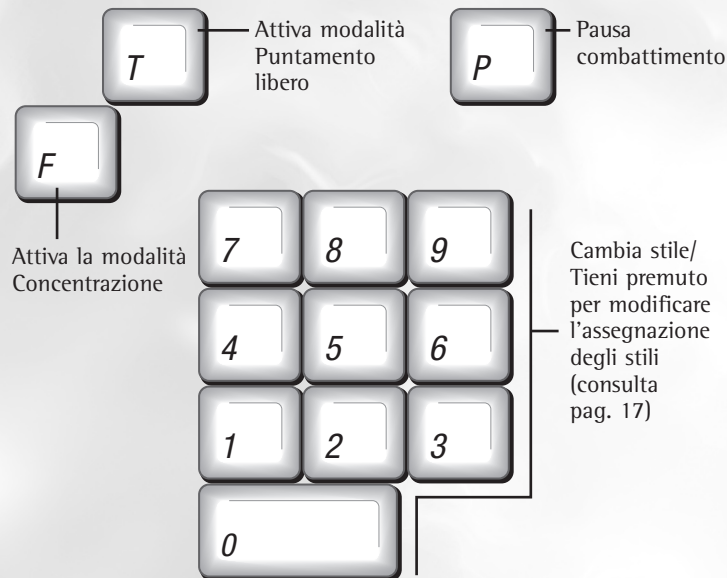 T
Attiva modalità
Puntamento
libero
P
Pausa
combattimento
F
Attiva la modalità
Concentrazione
7 8 9
4 5 6
1 2 3
0
Cambia stile/
Tieni premuto
per modificare
l'assegnazione
degli stili
(consulta
pag. 17)